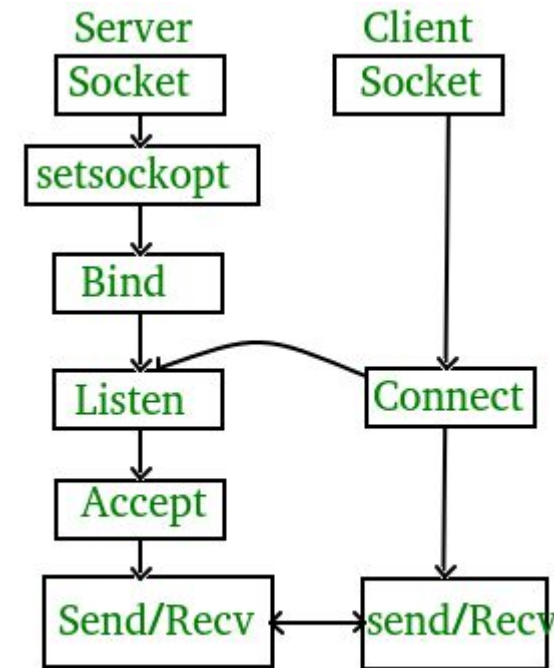 Server
Client
Socket
Socket
setsockopt
Bind
Listen
Connect
Accept
Send/Recv
send/Recv